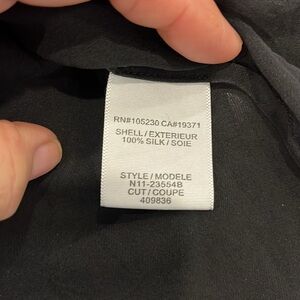 RN#105230 CA#19371
SHELL/EXTERIEUR
100% SILK/SOIE
STYLE/MODELE
N11-23554B
CUT/COUPE
409836